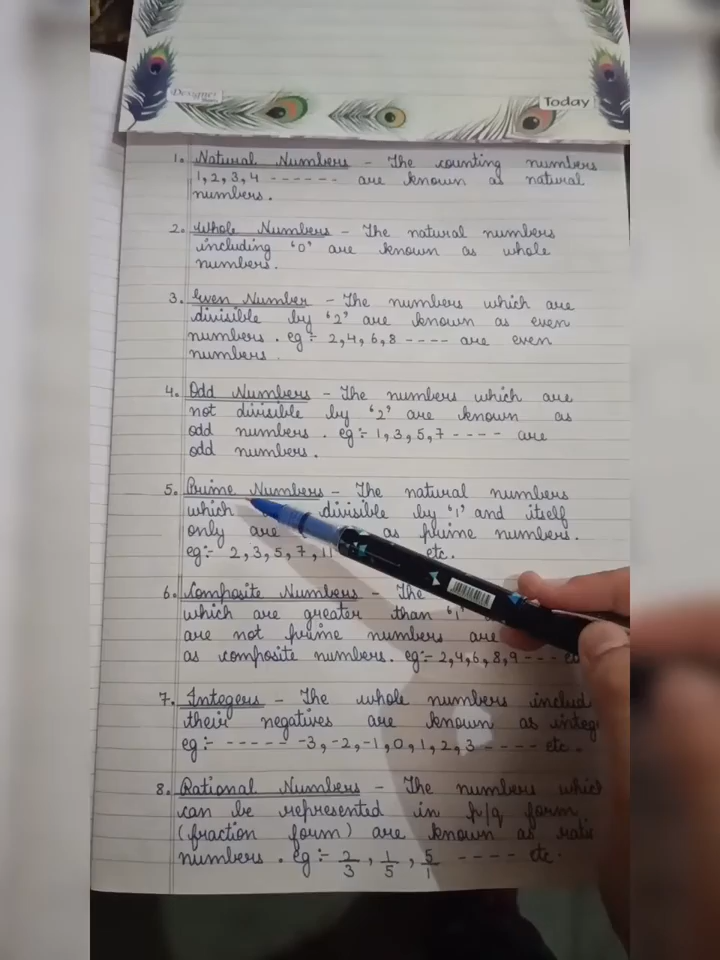 Designer
Today
1. Natural Numbers - The counting numbers
1, 2, 3, 4 ------ are known as natural
numbers.
2. Whole Numbers - The natural numbers
including '0' are known as whole
numbers.
3. Even Number - The numbers which are
divisible by '2' are known as even
numbers. eg:- 2, 4, 6, 8 ---- are even
numbers.
4. Odd Numbers - The numbers which are
not divisible by '2' are known as
odd numbers. eg:- 1, 3, 5, 7 ---- are
odd numbers.
5. Prime Numbers - The natural numbers
which divisible by '1' and itself
only are as prime numbers.
eg:- 2, 3, 5, 7, 11 etc.
6. Composite Numbers - The
which are greater than '1'
are not prime numbers are
as composite numbers. eg:- 2, 4, 6, 8, 9 ---
7. Integers - The whole numbers includ
their negatives are known as integ
eg:- ----- -3, -2, -1, 0, 1, 2, 3 ---- etc.
8. Rational Numbers - The numbers which
can be represented in p/q form
(fraction form) are known as rati
numbers. eg:- 2/3, 1/5, 5/1 ---- etc.